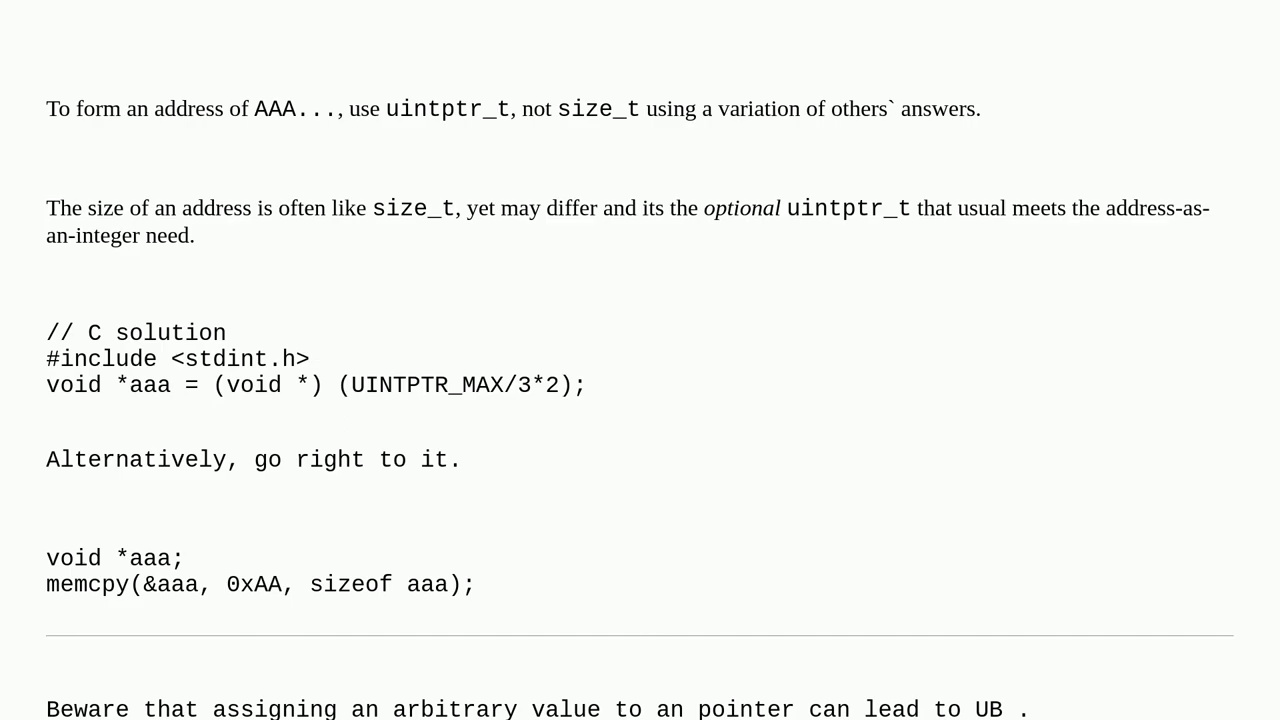 To form an address of AAA..., use uintptr_t, not size_t using a variation of others` answers.
The size of an address is often like size_t, yet may differ and its the optional uintptr_t that usual meets the address-as-
an-integer need.
// C solution
#include <stdint.h>
void *aaa = (void *) (UINTPTR_MAX/3*2);
Alternatively, go right to it.
void *aaa;
memcpy(&aaa, 0xAA, sizeof aaa);
Beware that assigning an arbitrary value to an pointer can lead to UB .